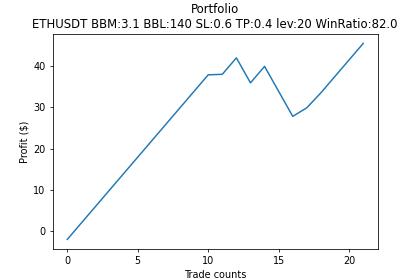 Portfolio
ETHUSDT BBM:3.1 BBL:140 SL:0.6 TP:0.4 lev:20 WinRatio:82.0
Profit ($)
40
30
20
10
0
0 5 10 15 20
Trade counts